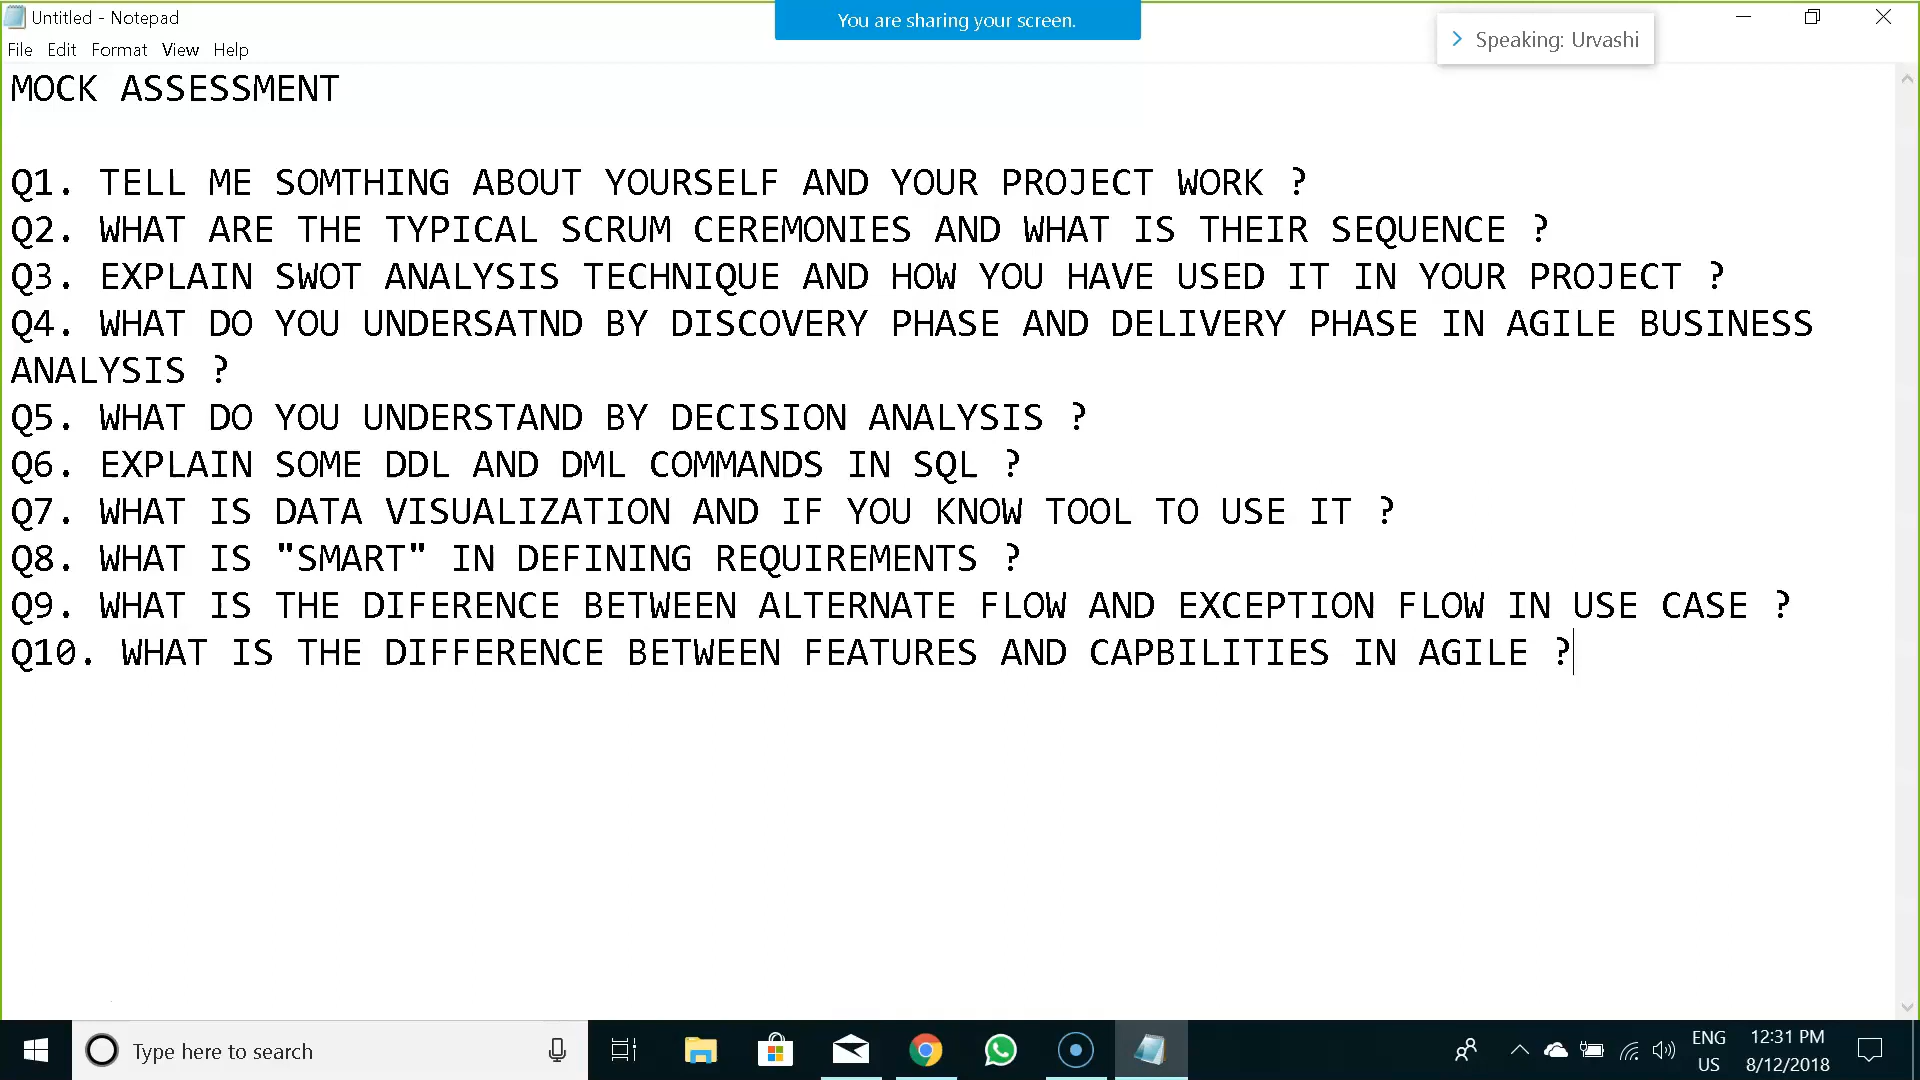 Untitled - Notepad
You are sharing your screen.
Speaking: Urvashi
File Edit Format View Help
MOCK ASSESSMENT
Q1. TELL ME SOMTHING ABOUT YOURSELF AND YOUR PROJECT WORK ?
Q2. WHAT ARE THE TYPICAL SCRUM CEREMONIES AND WHAT IS THEIR SEQUENCE ?
Q3. EXPLAIN SWOT ANALYSIS TECHNIQUE AND HOW YOU HAVE USED IT IN YOUR PROJECT ?
Q4. WHAT DO YOU UNDERSATND BY DISCOVERY PHASE AND DELIVERY PHASE IN AGILE BUSINESS
ANALYSIS ?
Q5. WHAT DO YOU UNDERSTAND BY DECISION ANALYSIS ?
Q6. EXPLAIN SOME DDL AND DML COMMANDS IN SQL ?
Q7. WHAT IS DATA VISUALIZATION AND IF YOU KNOW TOOL TO USE IT ?
Q8. WHAT IS "SMART" IN DEFINING REQUIREMENTS ?
Q9. WHAT IS THE DIFERENCE BETWEEN ALTERNATE FLOW AND EXCEPTION FLOW IN USE CASE ?
Q10. WHAT IS THE DIFFERENCE BETWEEN FEATURES AND CAPBILITIES IN AGILE ?
Type here to search
ENG
US
12:31 PM
8/12/2018